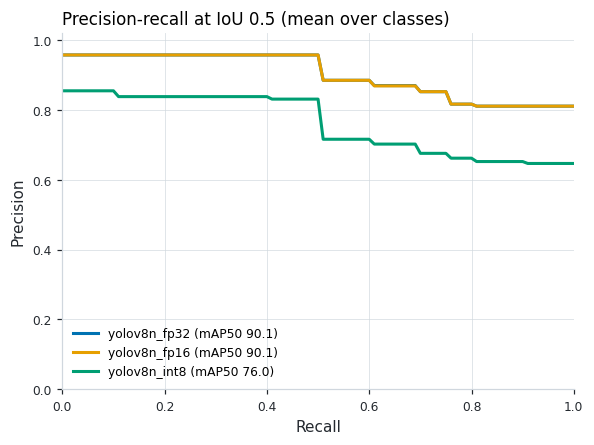 Precision-recall at IoU 0.5 (mean over classes)
1.0
0.8
0.6
0.4
0.2
0.0
Precision
yolov8n_fp32 (mAP50 90.1)
yolov8n_fp16 (mAP50 90.1)
yolov8n_int8 (mAP50 76.0)
0.0 0.2 0.4 0.6 0.8 1.0
Recall